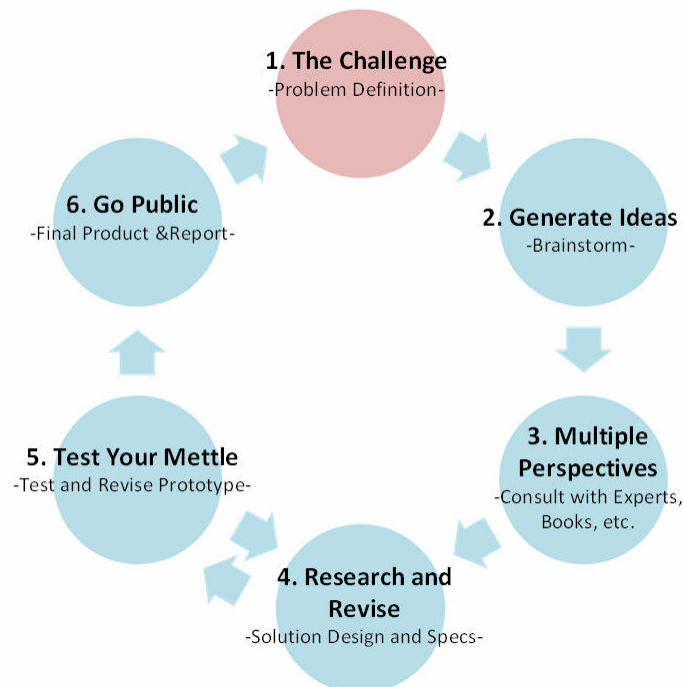 1. The Challenge
-Problem Definition-
2. Generate Ideas
-Brainstorm-
3. Multiple
Perspectives
-Consult with Experts,
Books, etc.
4. Research and
Revise
-Solution Design and Specs-
5. Test Your Mettle
-Test and Revise Prototype-
6. Go Public
-Final Product &Report-